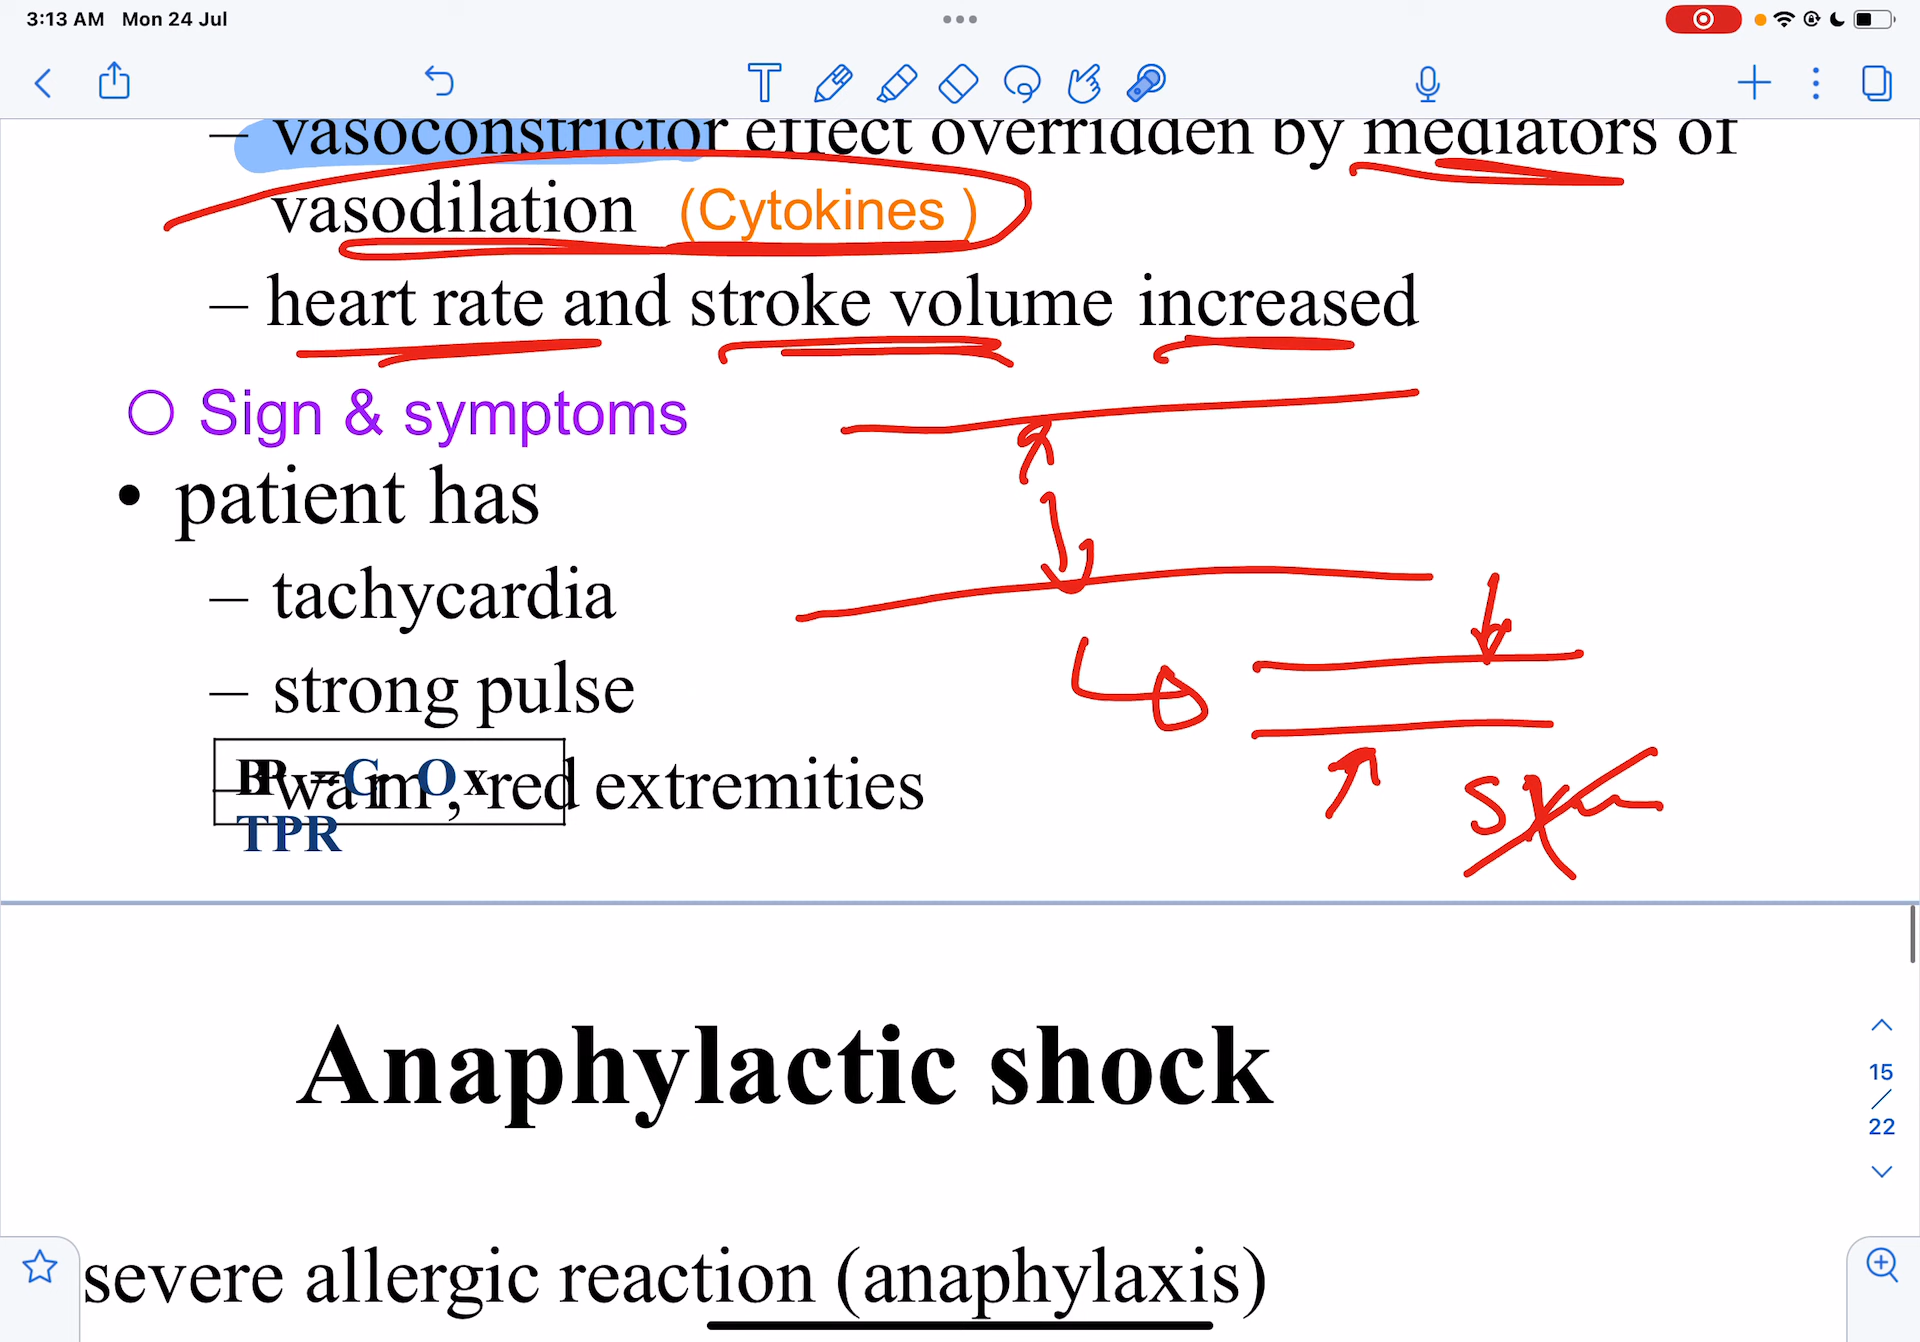 3:13 AM Mon 24 Jul
– vasoconstrictor effect overridden by mediators of
vasodilation (Cytokines )
– heart rate and stroke volume increased
Sign & symptoms
• patient has
– tachycardia
– strong pulse
– warm, red extremities
BP =C O x
TPR
Anaphylactic shock
15
/
22
severe allergic reaction (anaphylaxis)